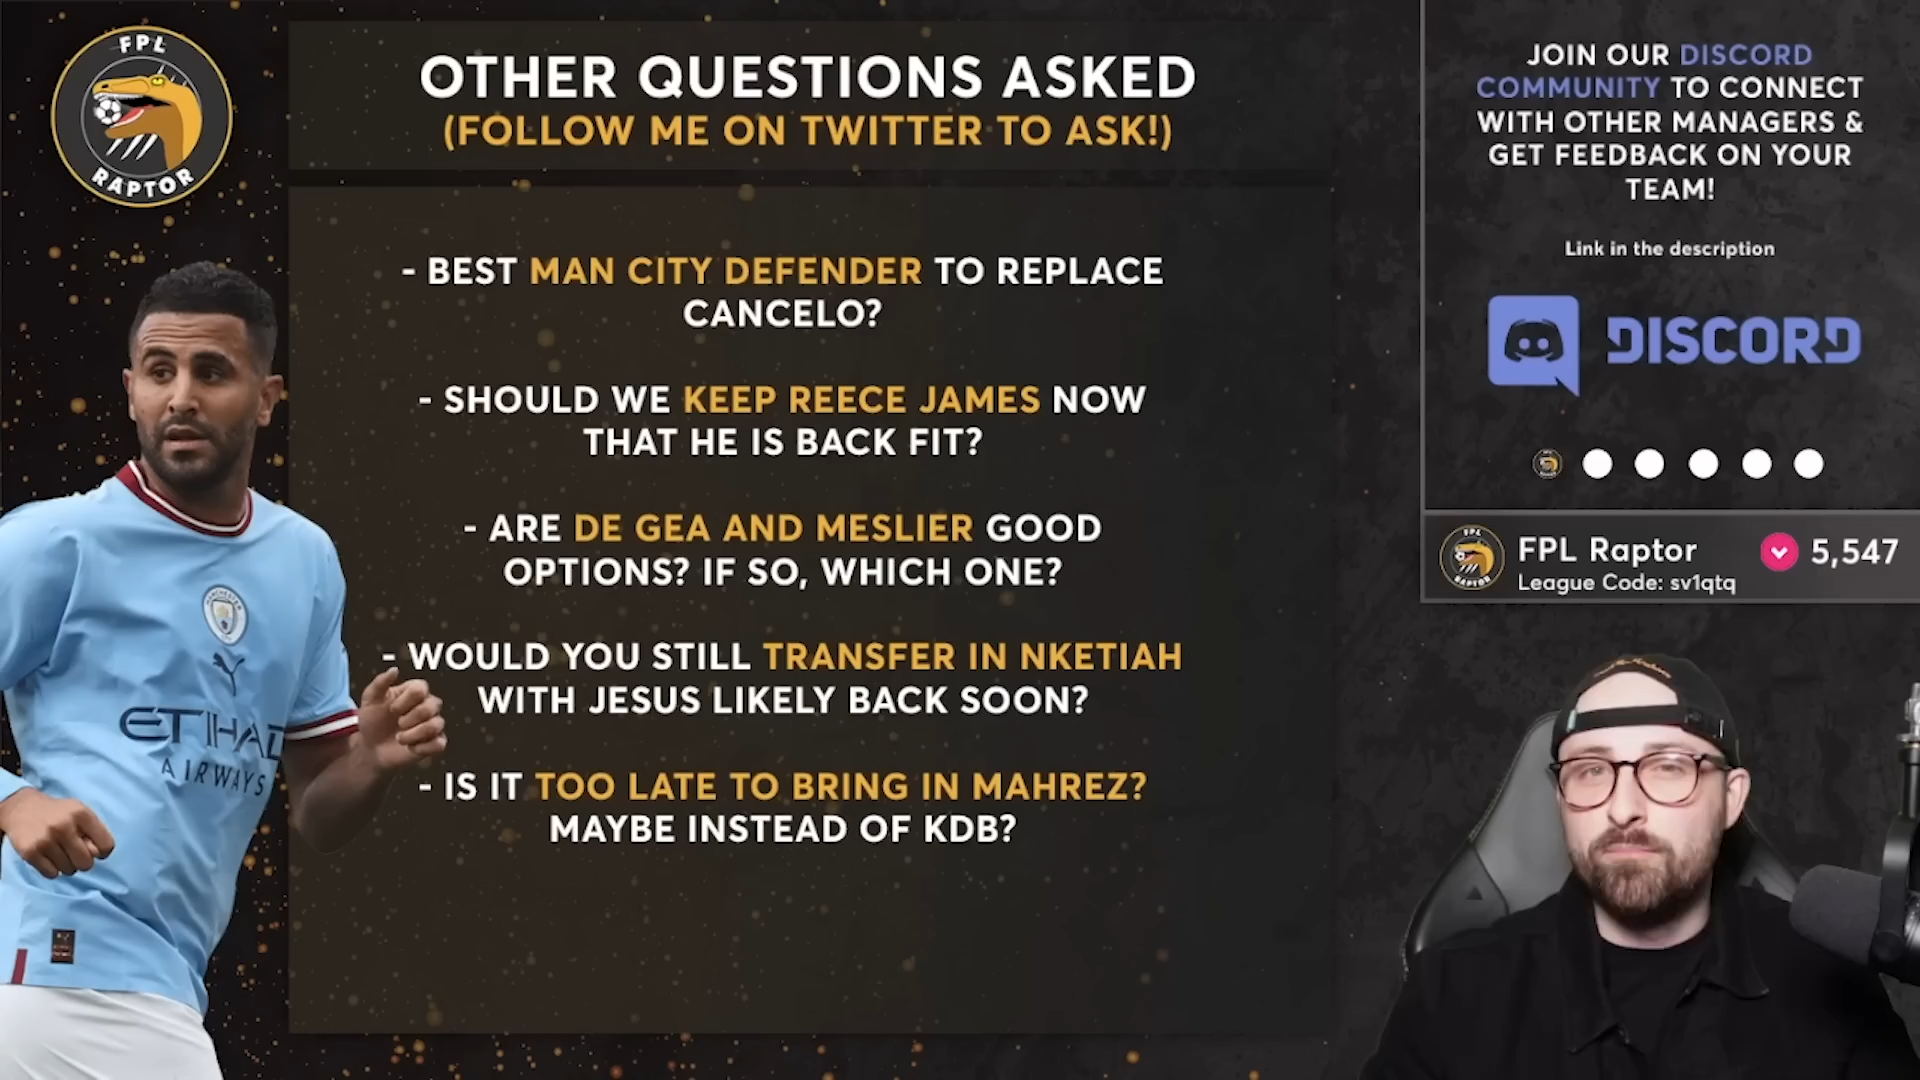 FPL
RAPTOR
OTHER QUESTIONS ASKED
(FOLLOW ME ON TWITTER TO ASK!)
- BEST MAN CITY DEFENDER TO REPLACE
CANCELO?
- SHOULD WE KEEP REECE JAMES NOW
THAT HE IS BACK FIT?
- ARE DE GEA AND MESLIER GOOD
OPTIONS? IF SO, WHICH ONE?
- WOULD YOU STILL TRANSFER IN NKETIAH
WITH JESUS LIKELY BACK SOON?
- IS IT TOO LATE TO BRING IN MAHREZ?
MAYBE INSTEAD OF KDB?
MANCHESTER
CITY
ETIHAD
AIRWAYS
JOIN OUR DISCORD
COMMUNITY TO CONNECT
WITH OTHER MANAGERS &
GET FEEDBACK ON YOUR
TEAM!
Link in the description
DISCORD
FPL
RAPTOR
FPL Raptor
5,547
League Code: sv1qtq